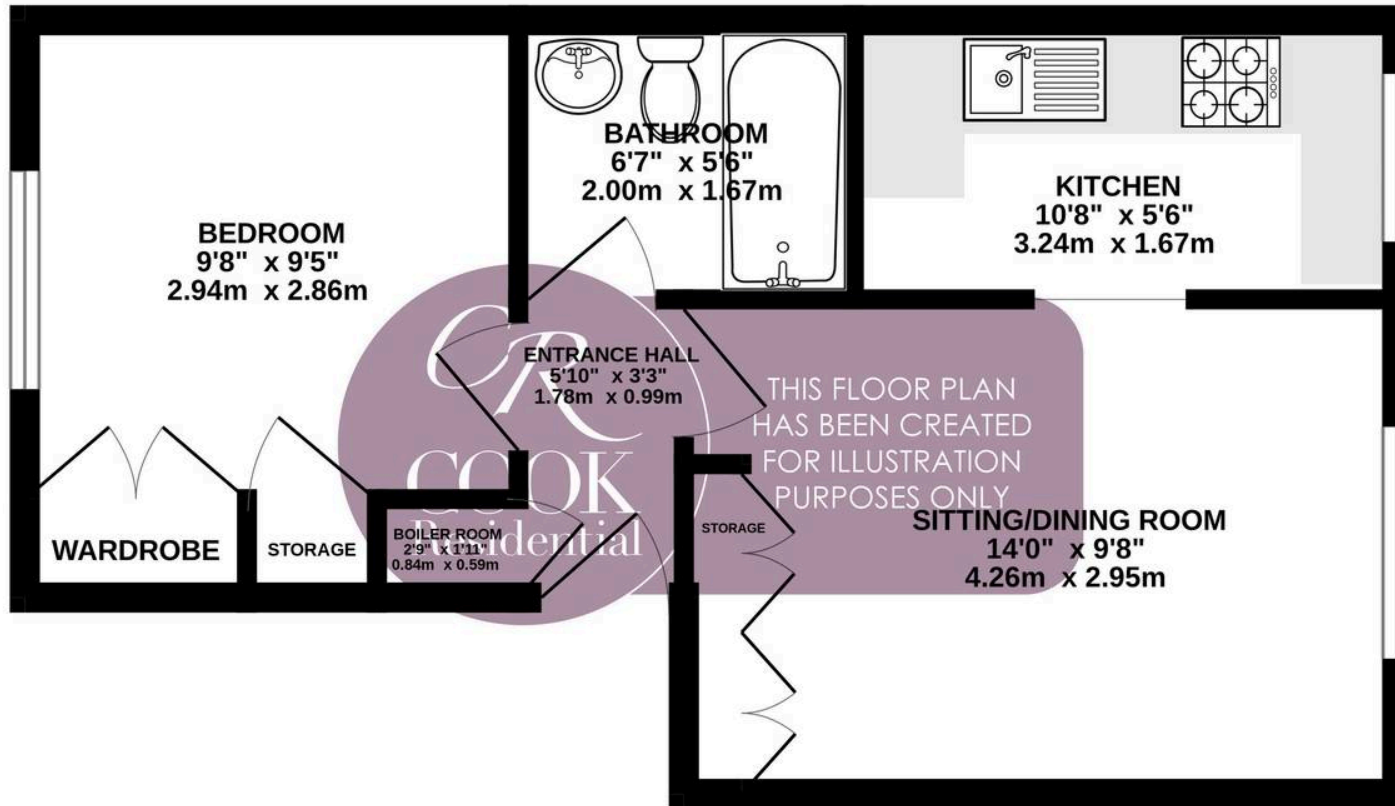 BATHROOM
6'7" x 5'6"
2.00m x 1.67m
KITCHEN
10'8" x 5'6"
3.24m x 1.67m
BEDROOM
9'8" x 9'5"
2.94m x 2.86m
CR
COOK
Residential
ENTRANCE HALL
5'10" x 3'3"
1.78m x 0.99m
THIS FLOOR PLAN
HAS BEEN CREATED
FOR ILLUSTRATION
PURPOSES ONLY
SITTING/DINING ROOM
14'0" x 9'8"
4.26m x 2.95m
WARDROBE
STORAGE
BOILER ROOM
2'9" x 1'11"
0.84m x 0.59m
STORAGE